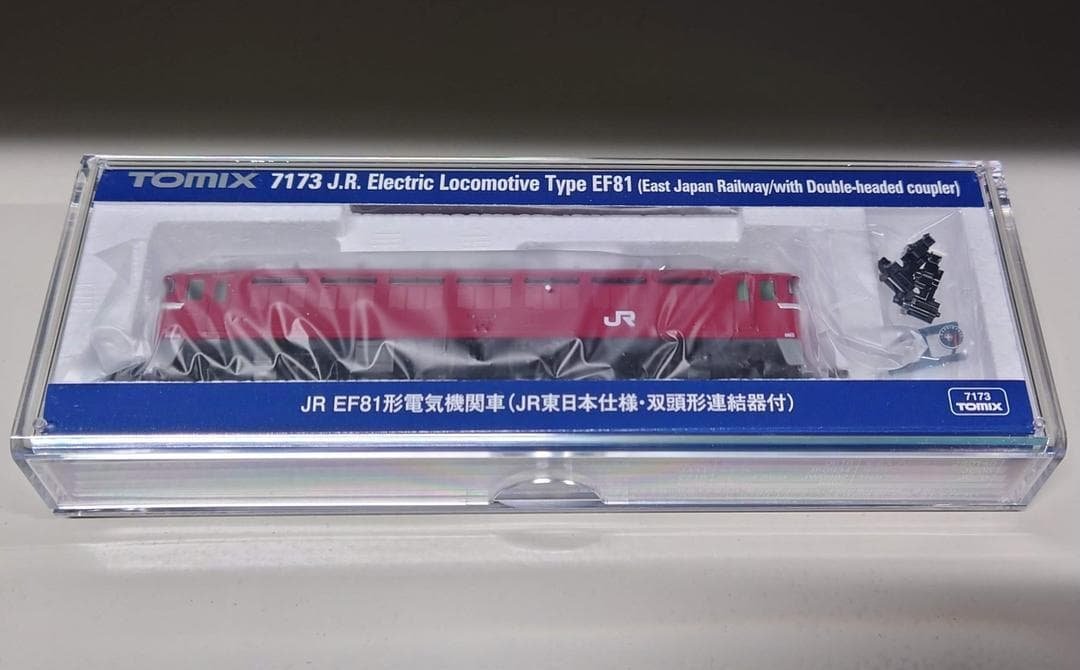 TOMIX 7173 J.R. Electric Locomotive Type EF81 (East Japan Railway/with Double-headed coupler)
JR
JR EF81形電気機関車(JR東日本仕様・双頭形連結器付)
7173
TOMIX